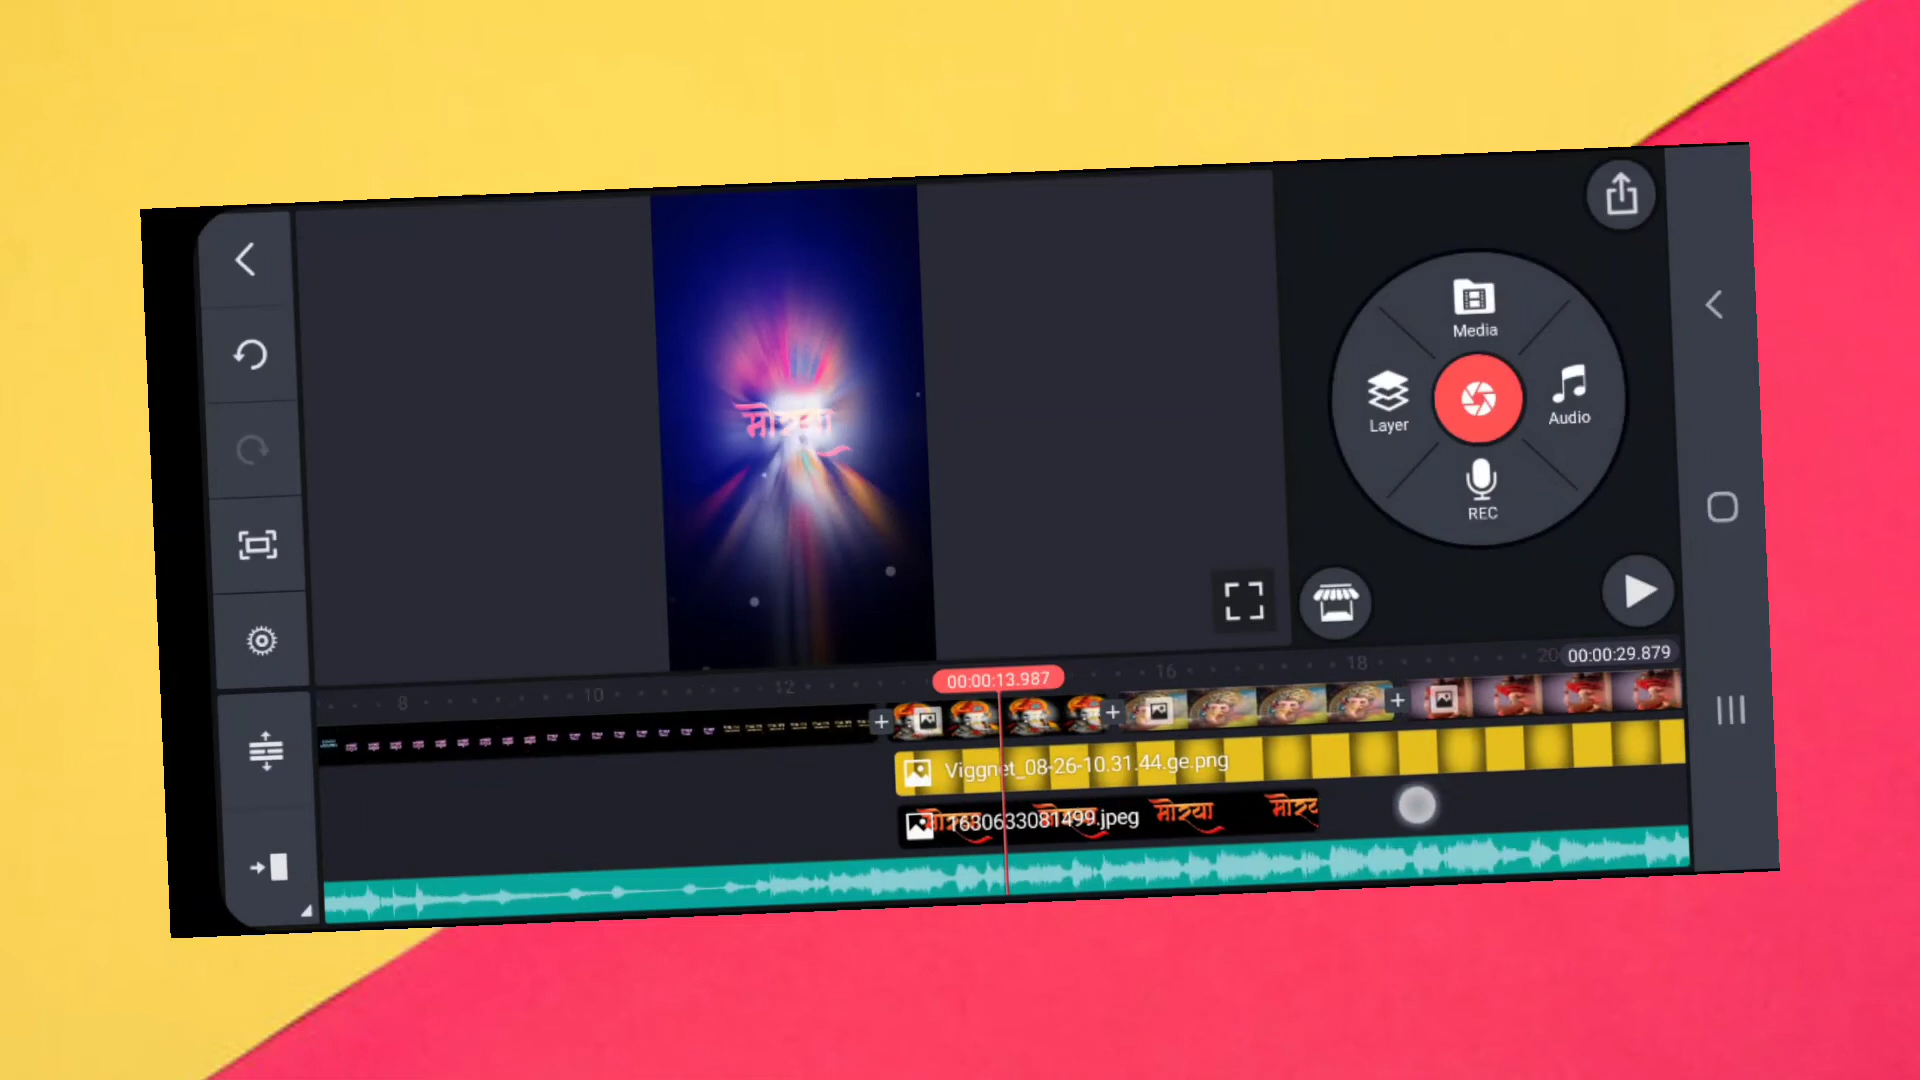 Media
Layer
Audio
REC
मोरया
00:00:29.879
8
10
12
00:00:13.987
16
18
20
Viggnet_08-26-10.31.44.ge.png
1630633081499.jpeg
मोरया
मोरया